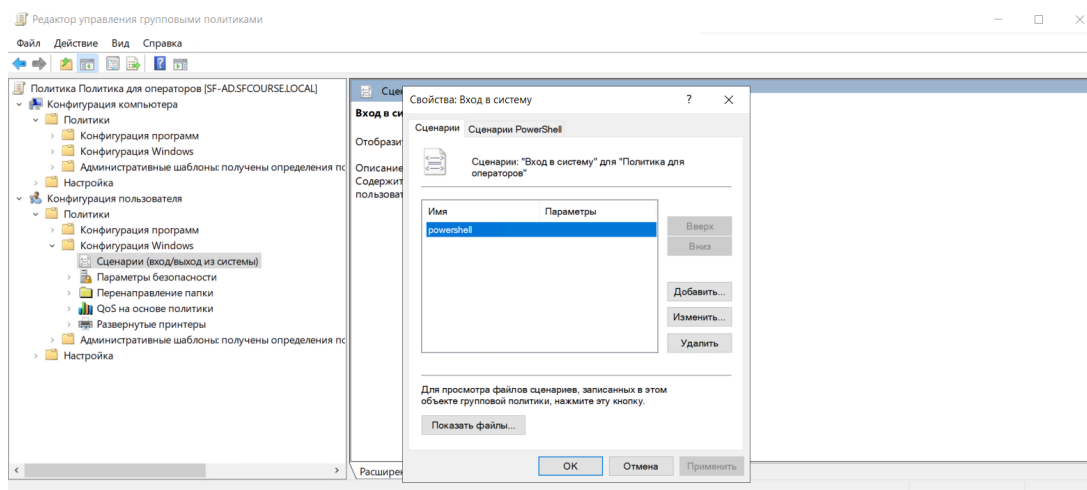 Редактор управления групповыми политиками
Файл Действие Вид Справка
Политика Политика для операторов [SF-AD.SFCOURSE.LOCAL]
Конфигурация компьютера
Политики
Конфигурация программ
Конфигурация Windows
Административные шаблоны: получены определения по
Настройка
Конфигурация пользователя
Политики
Конфигурация программ
Конфигурация Windows
Сценарии (вход/выход из системы)
Параметры безопасности
Перенаправление папки
QoS на основе политики
Развернутые принтеры
Административные шаблоны: получены определения по
Настройка
Сце
Вход в си
Отобрази
Описание
Содержит
пользоват
Расширен
Свойства: Вход в систему
?
Сценарии Сценарии PowerShell
Сценарии: "Вход в систему" для "Политика для
операторов"
Имя Параметры
powershell
Вверх
Вниз
Добавить...
Изменить...
Удалить
Для просмотра файлов сценариев, записанных в этом
объекте групповой политики, нажмите эту кнопку.
Показать файлы...
OK Отмена Применить